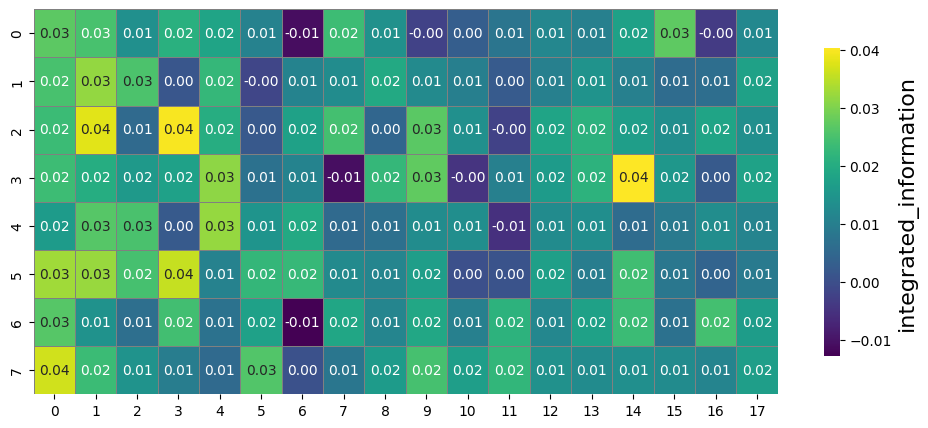 0 0.03 0.03 0.01 0.02 0.02 0.01 -0.01 0.02 0.01 -0.00 0.00 0.01 0.01 0.01 0.02 0.03 -0.00 0.01
1 0.02 0.03 0.03 0.00 0.02 -0.00 0.01 0.01 0.02 0.01 0.01 0.00 0.01 0.01 0.01 0.01 0.01 0.02
2 0.02 0.04 0.01 0.04 0.02 0.00 0.02 0.02 0.00 0.03 0.01 -0.00 0.02 0.02 0.02 0.01 0.02 0.01
3 0.02 0.02 0.02 0.02 0.03 0.01 0.01 -0.01 0.02 0.03 -0.00 0.01 0.02 0.02 0.04 0.02 0.00 0.02
4 0.02 0.03 0.03 0.00 0.03 0.01 0.02 0.01 0.01 0.01 0.01 -0.01 0.01 0.01 0.01 0.01 0.01 0.01
5 0.03 0.03 0.02 0.04 0.01 0.02 0.02 0.01 0.01 0.02 0.00 0.00 0.02 0.01 0.02 0.01 0.00 0.01
6 0.03 0.01 0.01 0.02 0.01 0.02 -0.01 0.02 0.01 0.02 0.01 0.02 0.01 0.02 0.02 0.01 0.02 0.02
7 0.04 0.02 0.01 0.01 0.01 0.03 0.00 0.01 0.02 0.02 0.02 0.02 0.01 0.01 0.01 0.01 0.01 0.02
0 1 2 3 4 5 6 7 8 9 10 11 12 13 14 15 16 17
0.04
0.03
0.02
0.01
0.00
−0.01
integrated_information